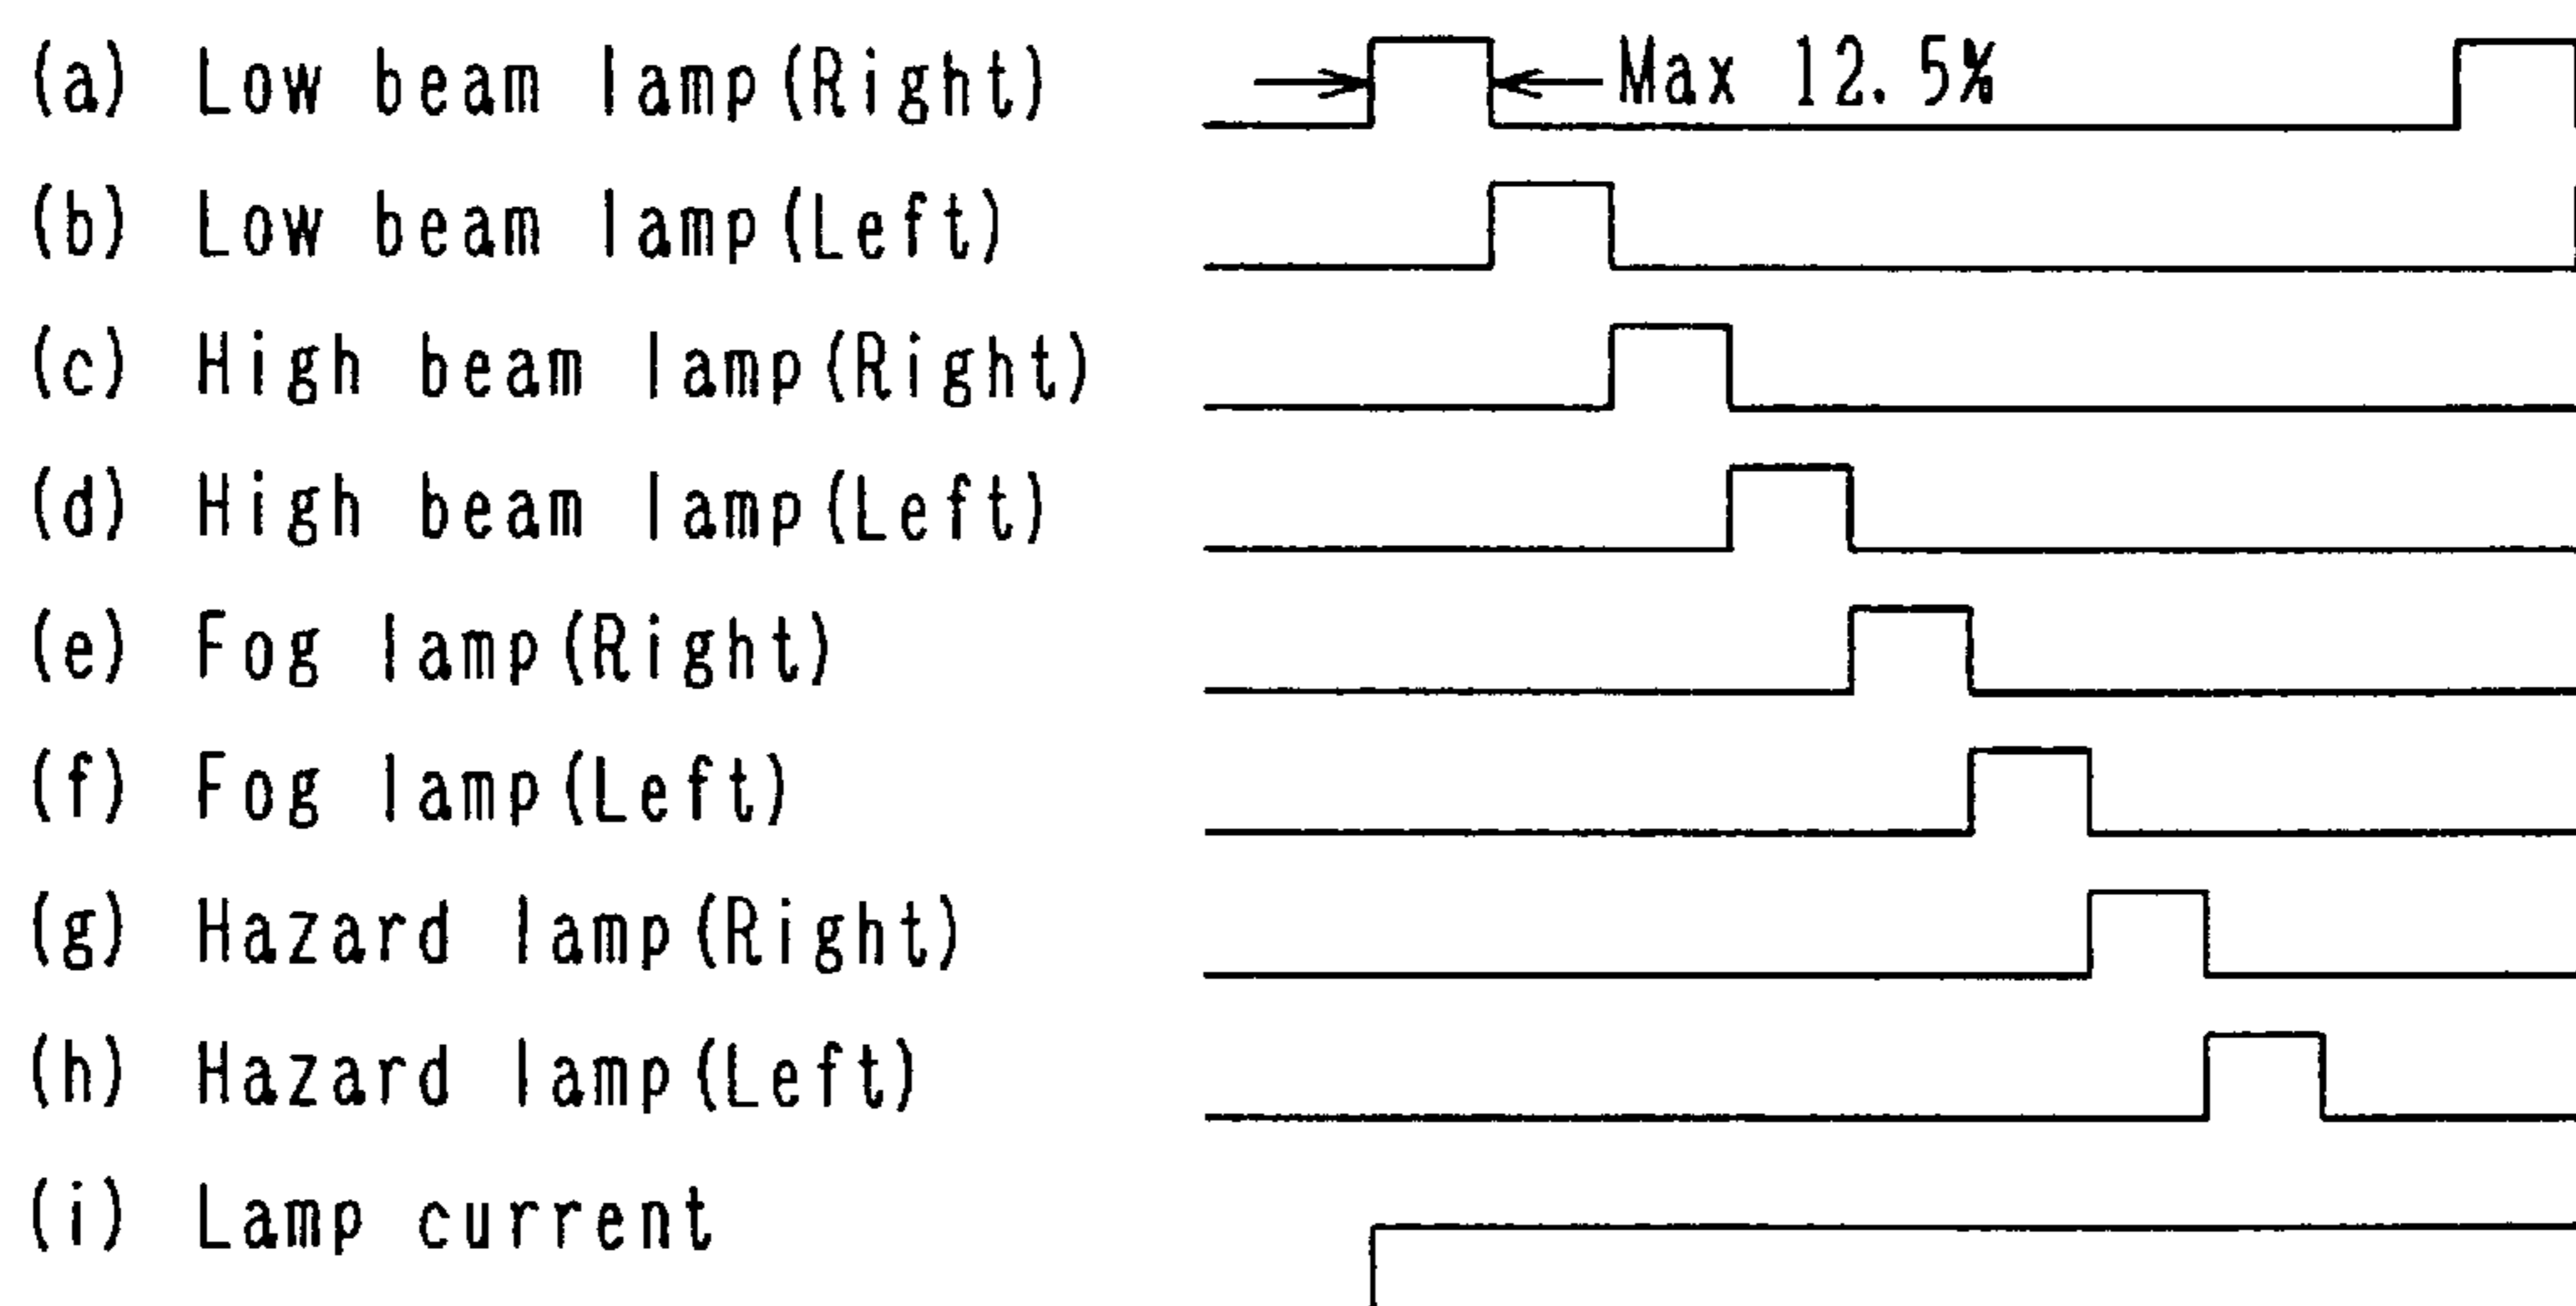 (a) Low beam lamp(Right) Max 12.5%
(b) Low beam lamp(Left)
(c) High beam lamp(Right)
(d) High beam lamp(Left)
(e) Fog lamp(Right)
(f) Fog lamp(Left)
(g) Hazard lamp(Right)
(h) Hazard lamp(Left)
(i) Lamp current